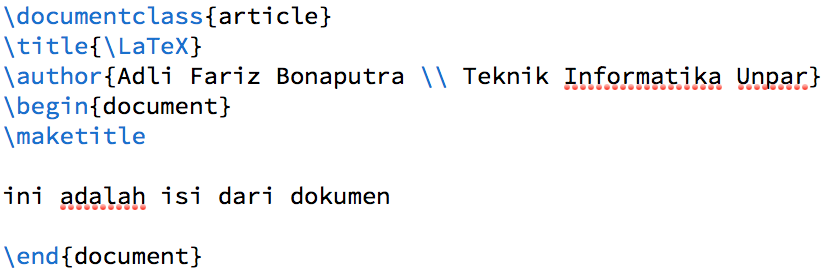 \documentclass{article}
\title{\LaTeX}
\author{Adli Fariz Bonaputra \\ Teknik Informatika Unpar}
\begin{document}
\maketitle
ini adalah isi dari dokumen
\end{document}